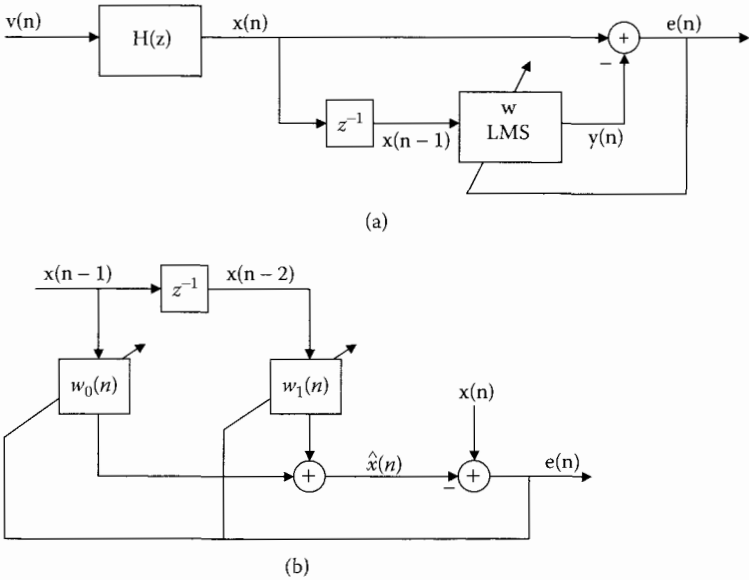 v(n)
H(z)
x(n)
+
e(n)
−
z⁻¹
x(n − 1)
w
LMS
y(n)
(a)
x(n − 1)
z⁻¹
x(n − 2)
w₀(n)
w₁(n)
x(n)
+
x̂(n)
−
+
e(n)
(b)